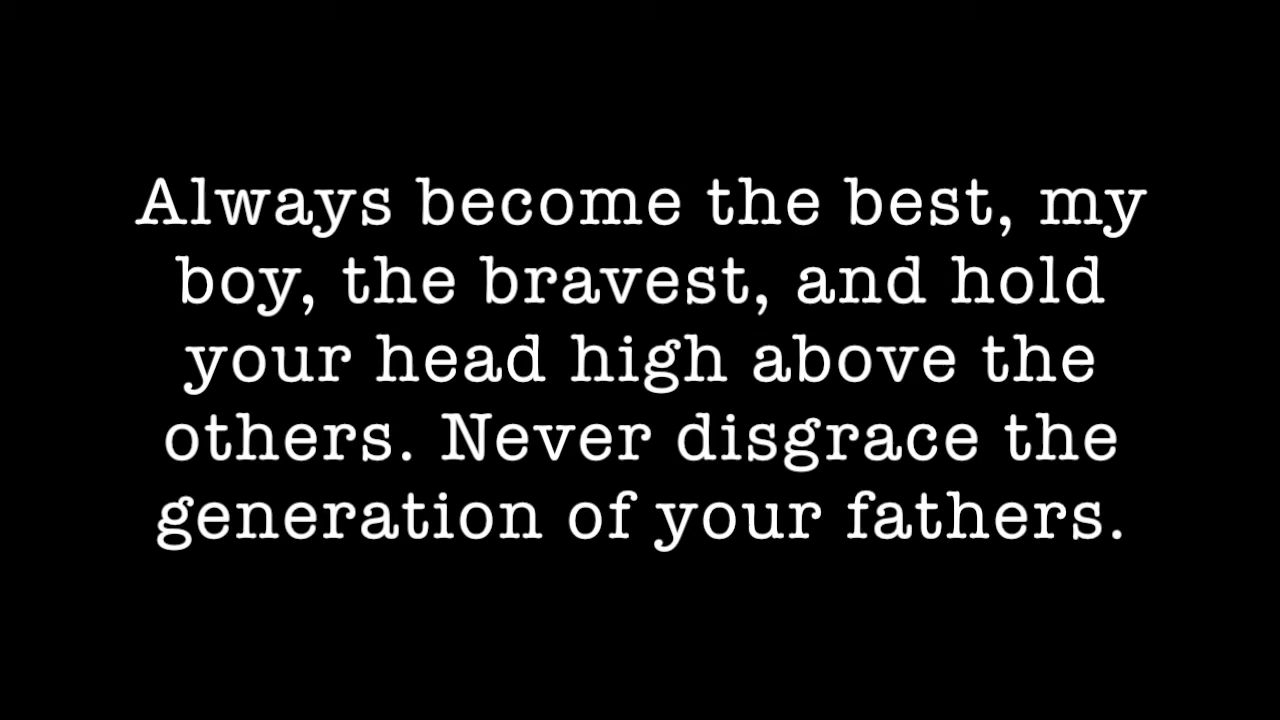 Always become the best, my
boy, the bravest, and hold
your head high above the
others. Never disgrace the
generation of your fathers.